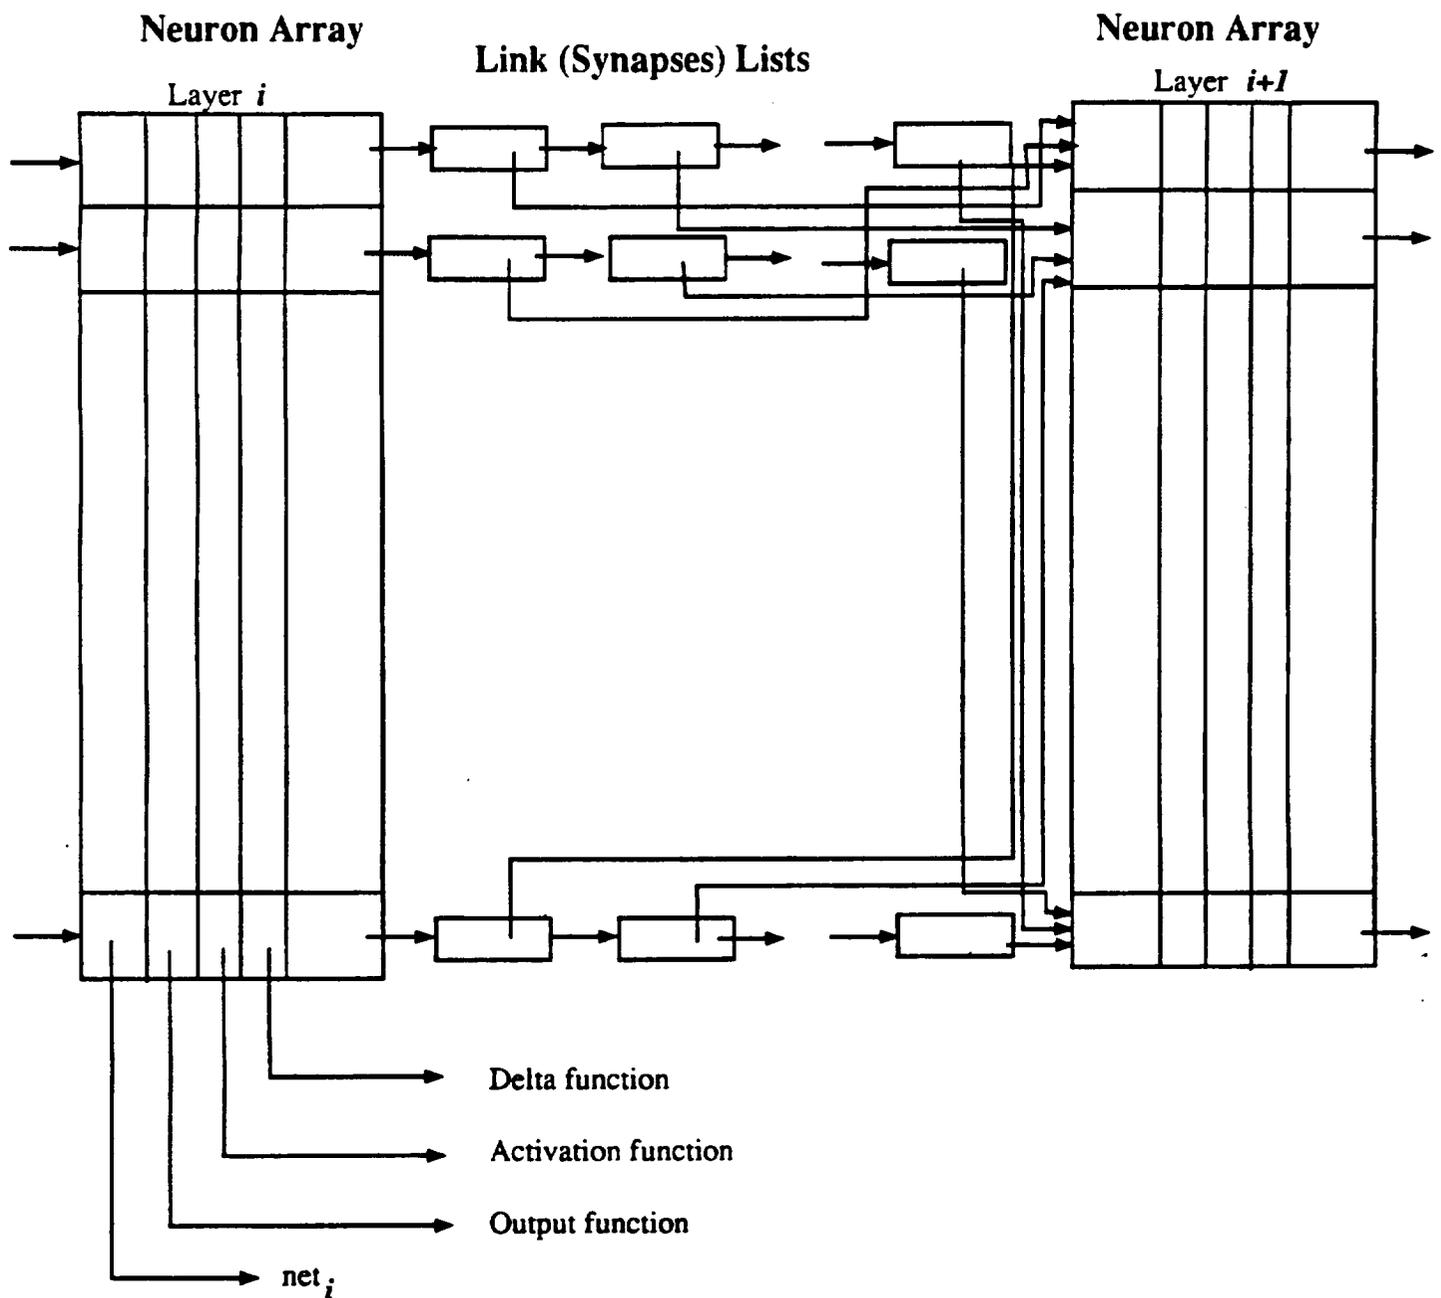 Neuron Array
Link (Synapses) Lists
Neuron Array
Layer i
Layer i+1
Delta function
Activation function
Output function
net i